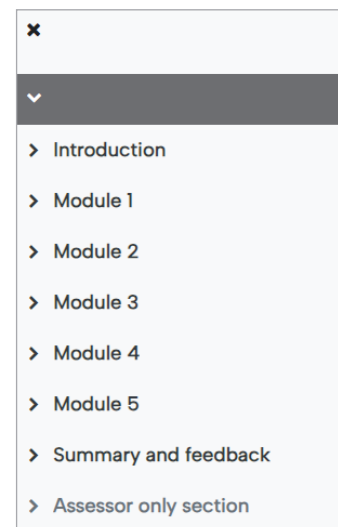 Introduction
Module 1
Module 2
Module 3
Module 4
Module 5
Summary and feedback
Assessor only section